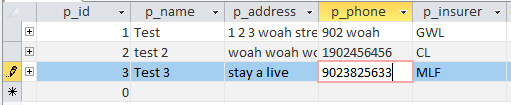 p_id p_name p_address p_phone p_insurer
1 Test 1 2 3 woah stre 902 woah GWL
2 test 2 woah woah wo 1902456456 CL
3 Test 3 stay a live 9023825633 MLF
0